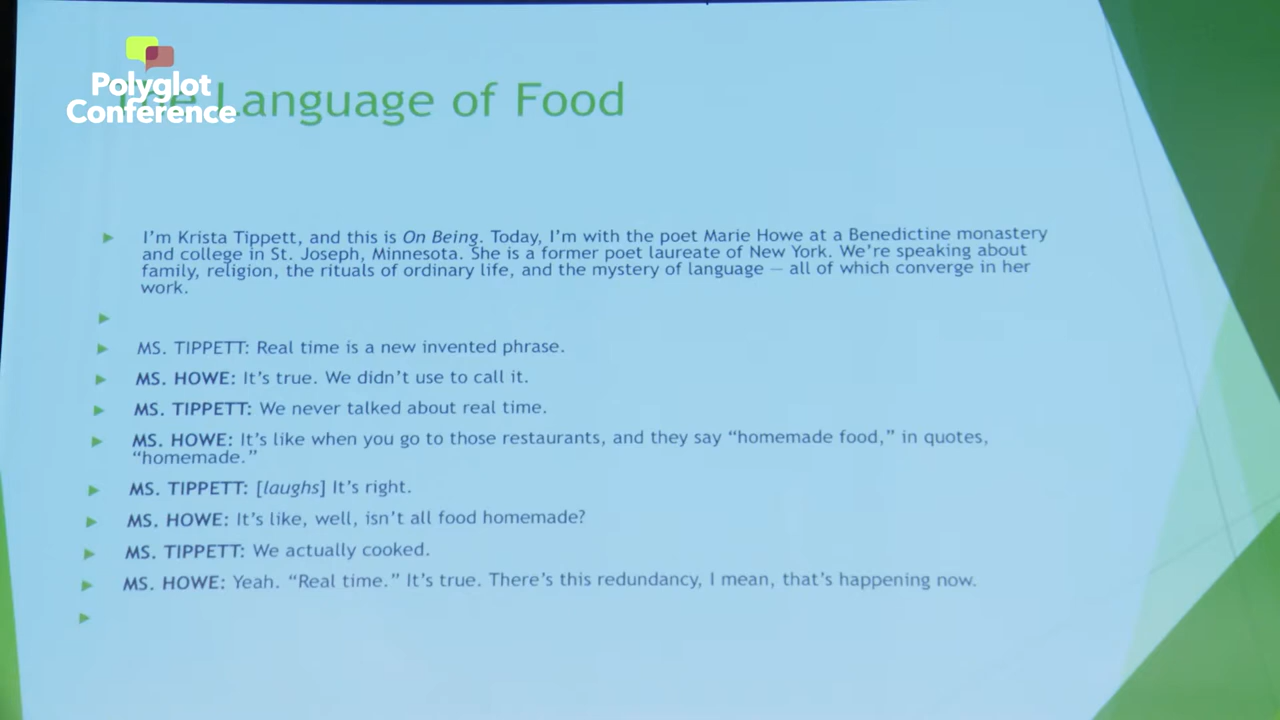 Polyglot
Conference
The Language of Food
I'm Krista Tippett, and this is On Being. Today, I'm with the poet Marie Howe at a Benedictine monastery
and college in St. Joseph, Minnesota. She is a former poet laureate of New York. We're speaking about
family, religion, the rituals of ordinary life, and the mystery of language — all of which converge in her
work.
MS. TIPPETT: Real time is a new invented phrase.
MS. HOWE: It's true. We didn't use to call it.
MS. TIPPETT: We never talked about real time.
MS. HOWE: It's like when you go to those restaurants, and they say “homemade food,” in quotes,
“homemade.”
MS. TIPPETT: [laughs] It's right.
MS. HOWE: It's like, well, isn't all food homemade?
MS. TIPPETT: We actually cooked.
MS. HOWE: Yeah. “Real time.” It's true. There's this redundancy, I mean, that's happening now.